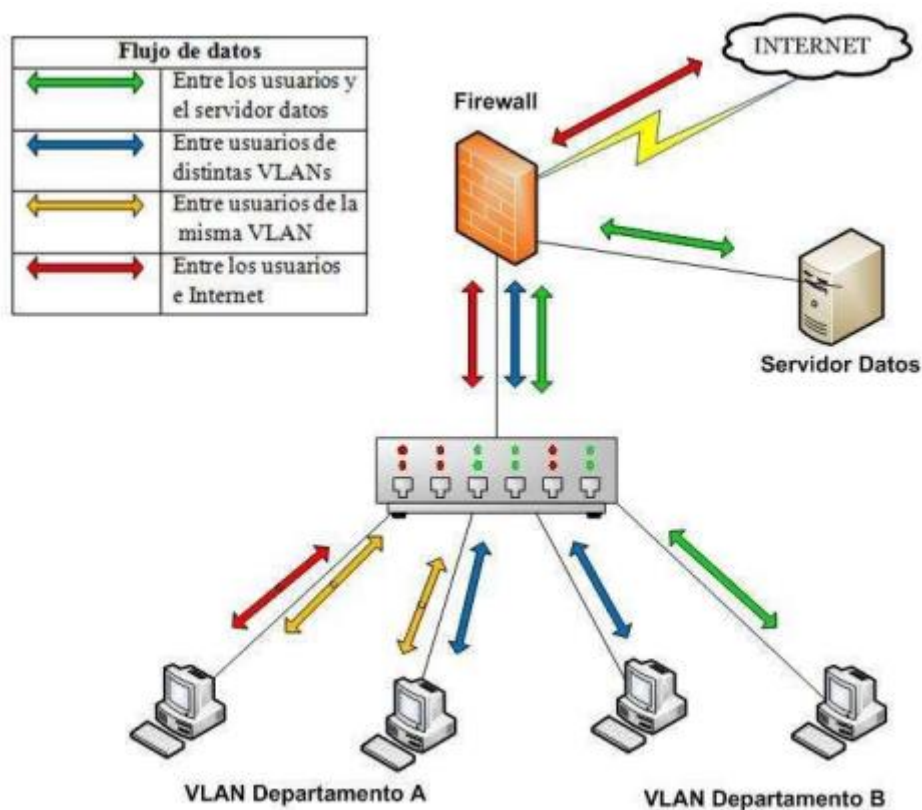 Flujo de datos
Entre los usuarios y
el servidor datos
Entre usuarios de
distintas VLANs
Entre usuarios de la
misma VLAN
Entre los usuarios
e Internet
INTERNET
Firewall
Servidor Datos
VLAN Departamento A
VLAN Departamento B